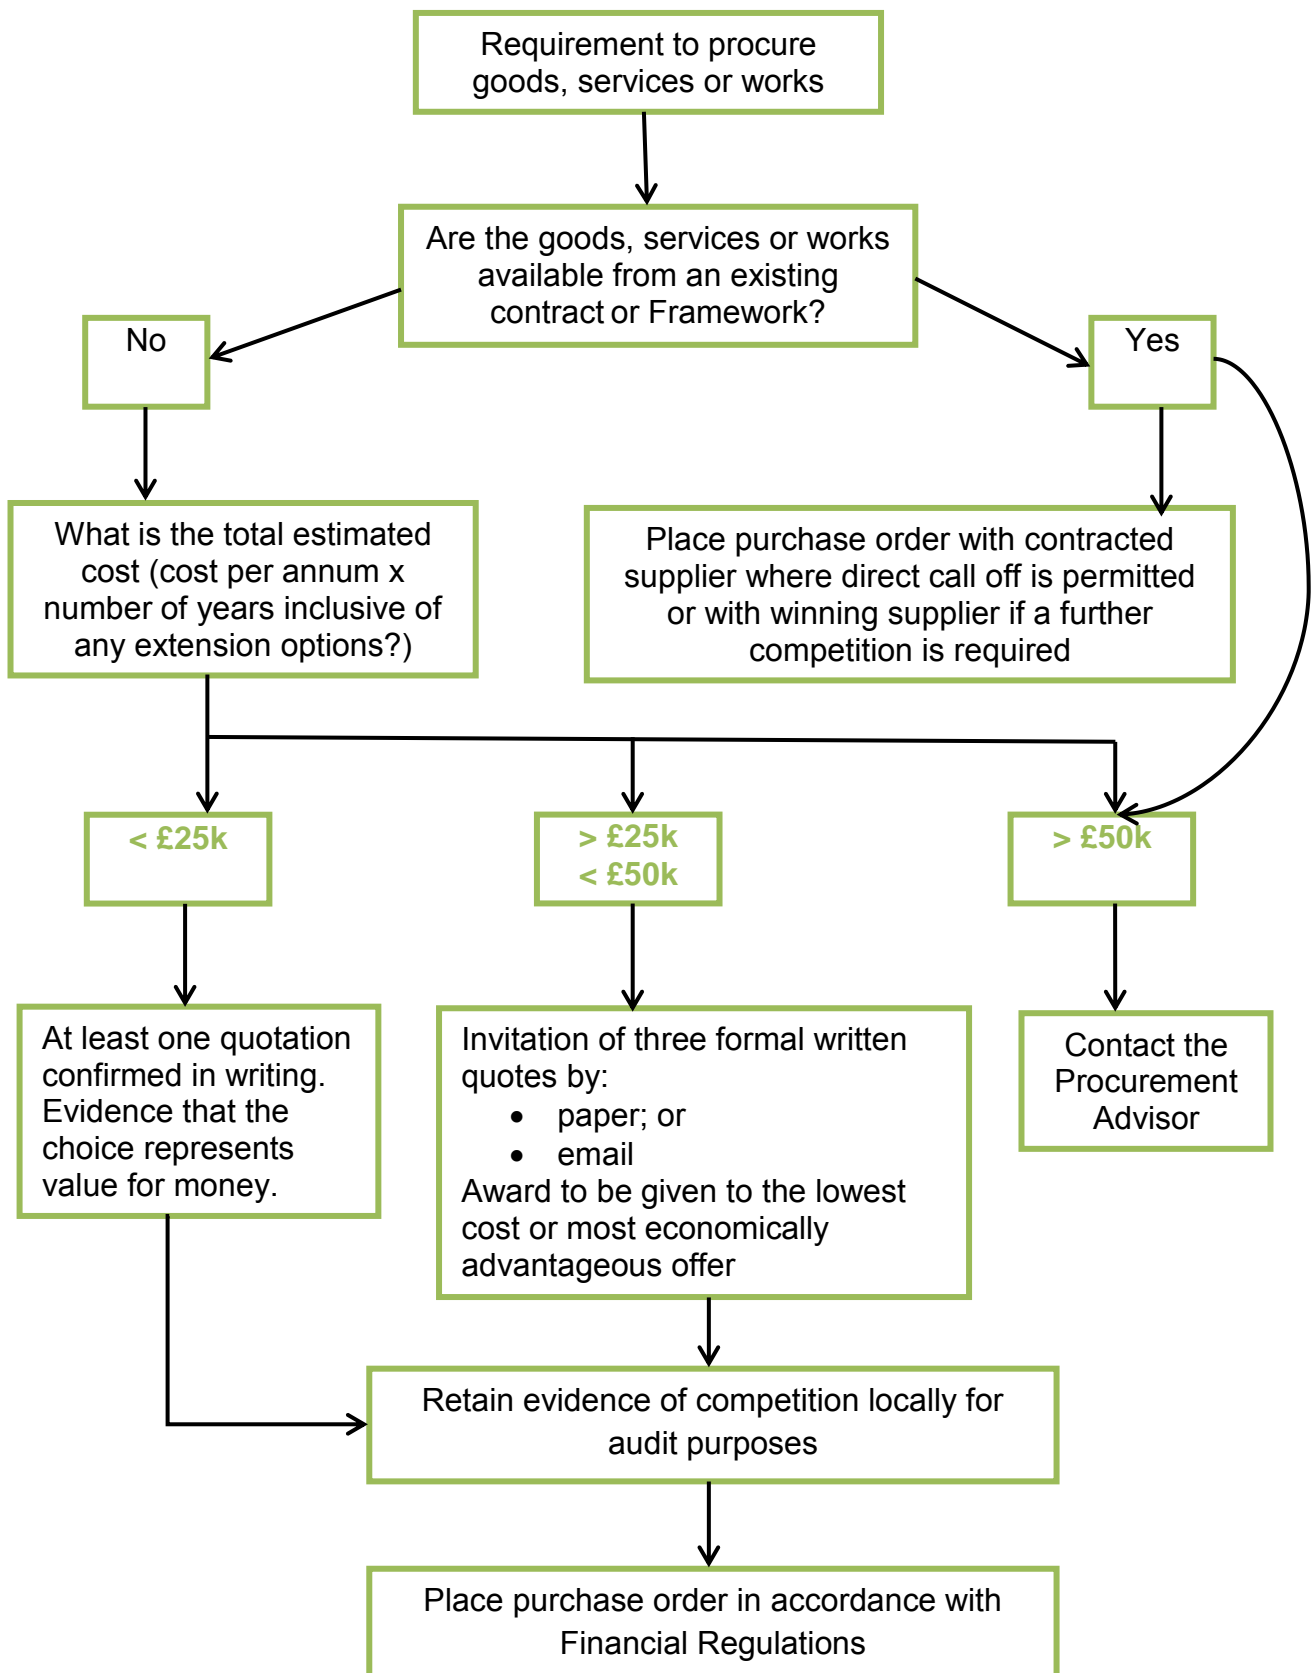 Requirement to procure
goods, services or works
Are the goods, services or works
available from an existing
contract or Framework?
No
Yes
What is the total estimated
cost (cost per annum x
number of years inclusive of
any extension options?)
Place purchase order with contracted
supplier where direct call off is permitted
or with winning supplier if a further
competition is required
< £25k
> £25k
< £50k
> £50k
At least one quotation
confirmed in writing.
Evidence that the
choice represents
value for money.
Invitation of three formal written
quotes by:
• paper; or
• email
Award to be given to the lowest
cost or most economically
advantageous offer
Contact the
Procurement
Advisor
Retain evidence of competition locally for
audit purposes
Place purchase order in accordance with
Financial Regulations